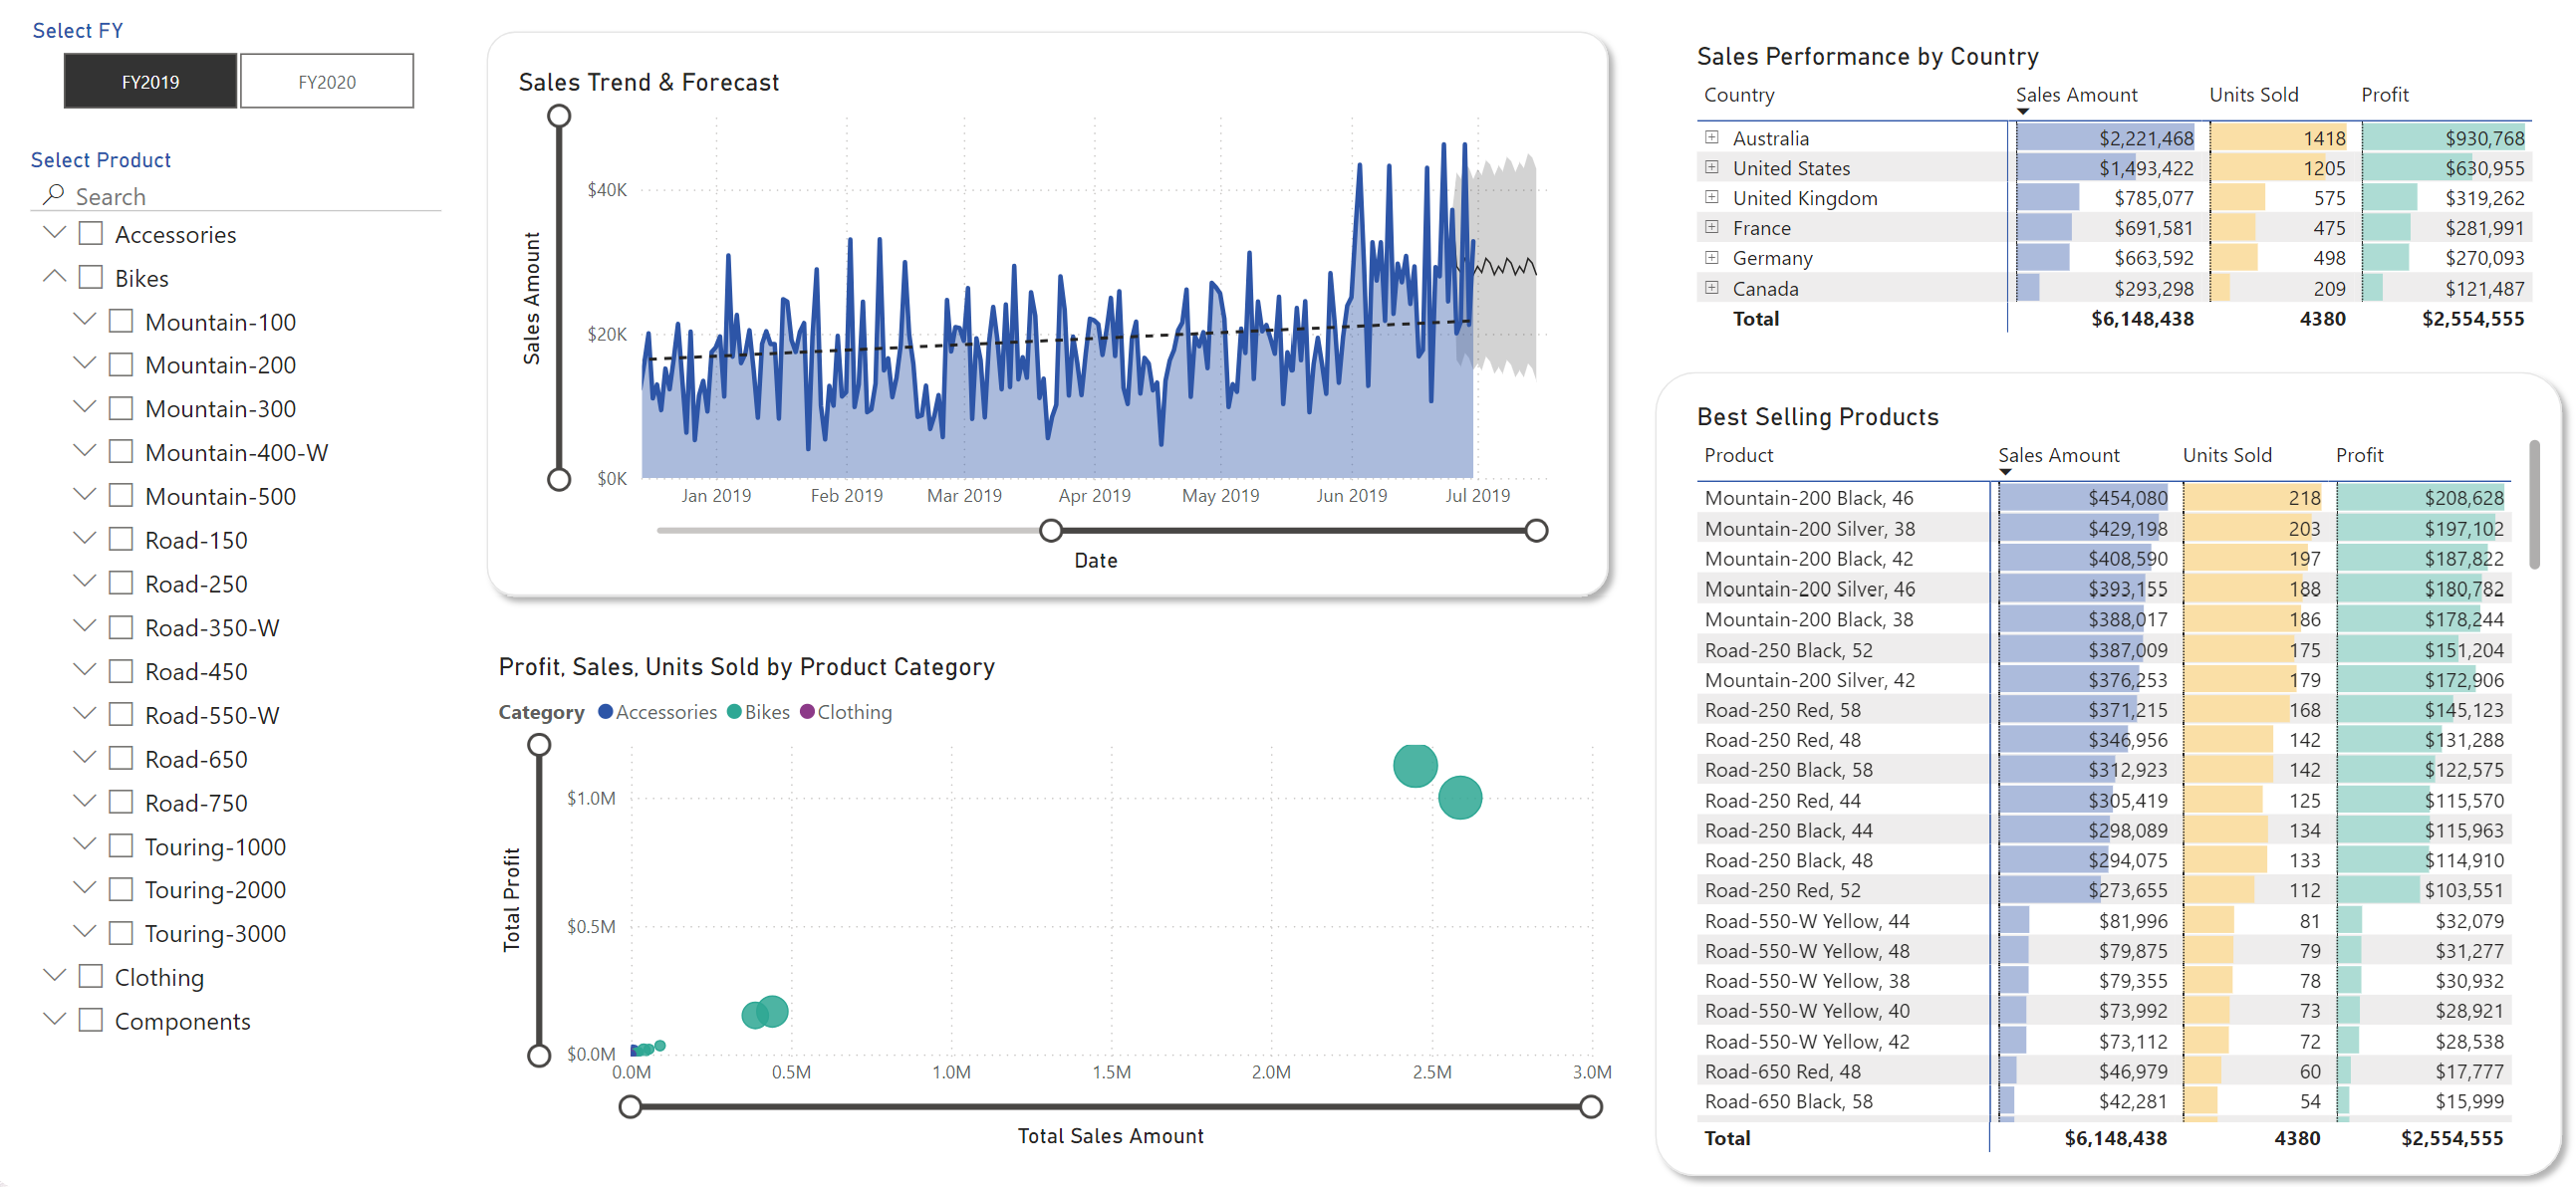 Select FY
FY2019 FY2020
Select Product
Search
Accessories
Bikes
Mountain-100
Mountain-200
Mountain-300
Mountain-400-W
Mountain-500
Road-150
Road-250
Road-350-W
Road-450
Road-550-W
Road-650
Road-750
Touring-1000
Touring-2000
Touring-3000
Clothing
Components
Sales Trend & Forecast
Sales Amount
$40K
$20K
$0K
Jan 2019 Feb 2019 Mar 2019 Apr 2019 May 2019 Jun 2019 Jul 2019
Date
Profit, Sales, Units Sold by Product Category
Category Accessories Bikes Clothing
Total Profit
$1.0M
$0.5M
$0.0M
0.0M 0.5M 1.0M 1.5M 2.0M 2.5M 3.0M
Total Sales Amount
Sales Performance by Country
Country Sales Amount Units Sold Profit
Australia $2,221,468 1418 $930,768
United States $1,493,422 1205 $630,955
United Kingdom $785,077 575 $319,262
France $691,581 475 $281,991
Germany $663,592 498 $270,093
Canada $293,298 209 $121,487
Total $6,148,438 4380 $2,554,555
Best Selling Products
Product Sales Amount Units Sold Profit
Mountain-200 Black, 46 $454,080 218 $208,628
Mountain-200 Silver, 38 $429,198 203 $197,102
Mountain-200 Black, 42 $408,590 197 $187,822
Mountain-200 Silver, 46 $393,155 188 $180,782
Mountain-200 Black, 38 $388,017 186 $178,244
Road-250 Black, 52 $387,009 175 $151,204
Mountain-200 Silver, 42 $376,253 179 $172,906
Road-250 Red, 58 $371,215 168 $145,123
Road-250 Red, 48 $346,956 142 $131,288
Road-250 Black, 58 $312,923 142 $122,575
Road-250 Red, 44 $305,419 125 $115,570
Road-250 Black, 44 $298,089 134 $115,963
Road-250 Black, 48 $294,075 133 $114,910
Road-250 Red, 52 $273,655 112 $103,551
Road-550-W Yellow, 44 $81,996 81 $32,079
Road-550-W Yellow, 48 $79,875 79 $31,277
Road-550-W Yellow, 38 $79,355 78 $30,932
Road-550-W Yellow, 40 $73,992 73 $28,921
Road-550-W Yellow, 42 $73,112 72 $28,538
Road-650 Red, 48 $46,979 60 $17,777
Road-650 Black, 58 $42,281 54 $15,999
Total $6,148,438 4380 $2,554,555